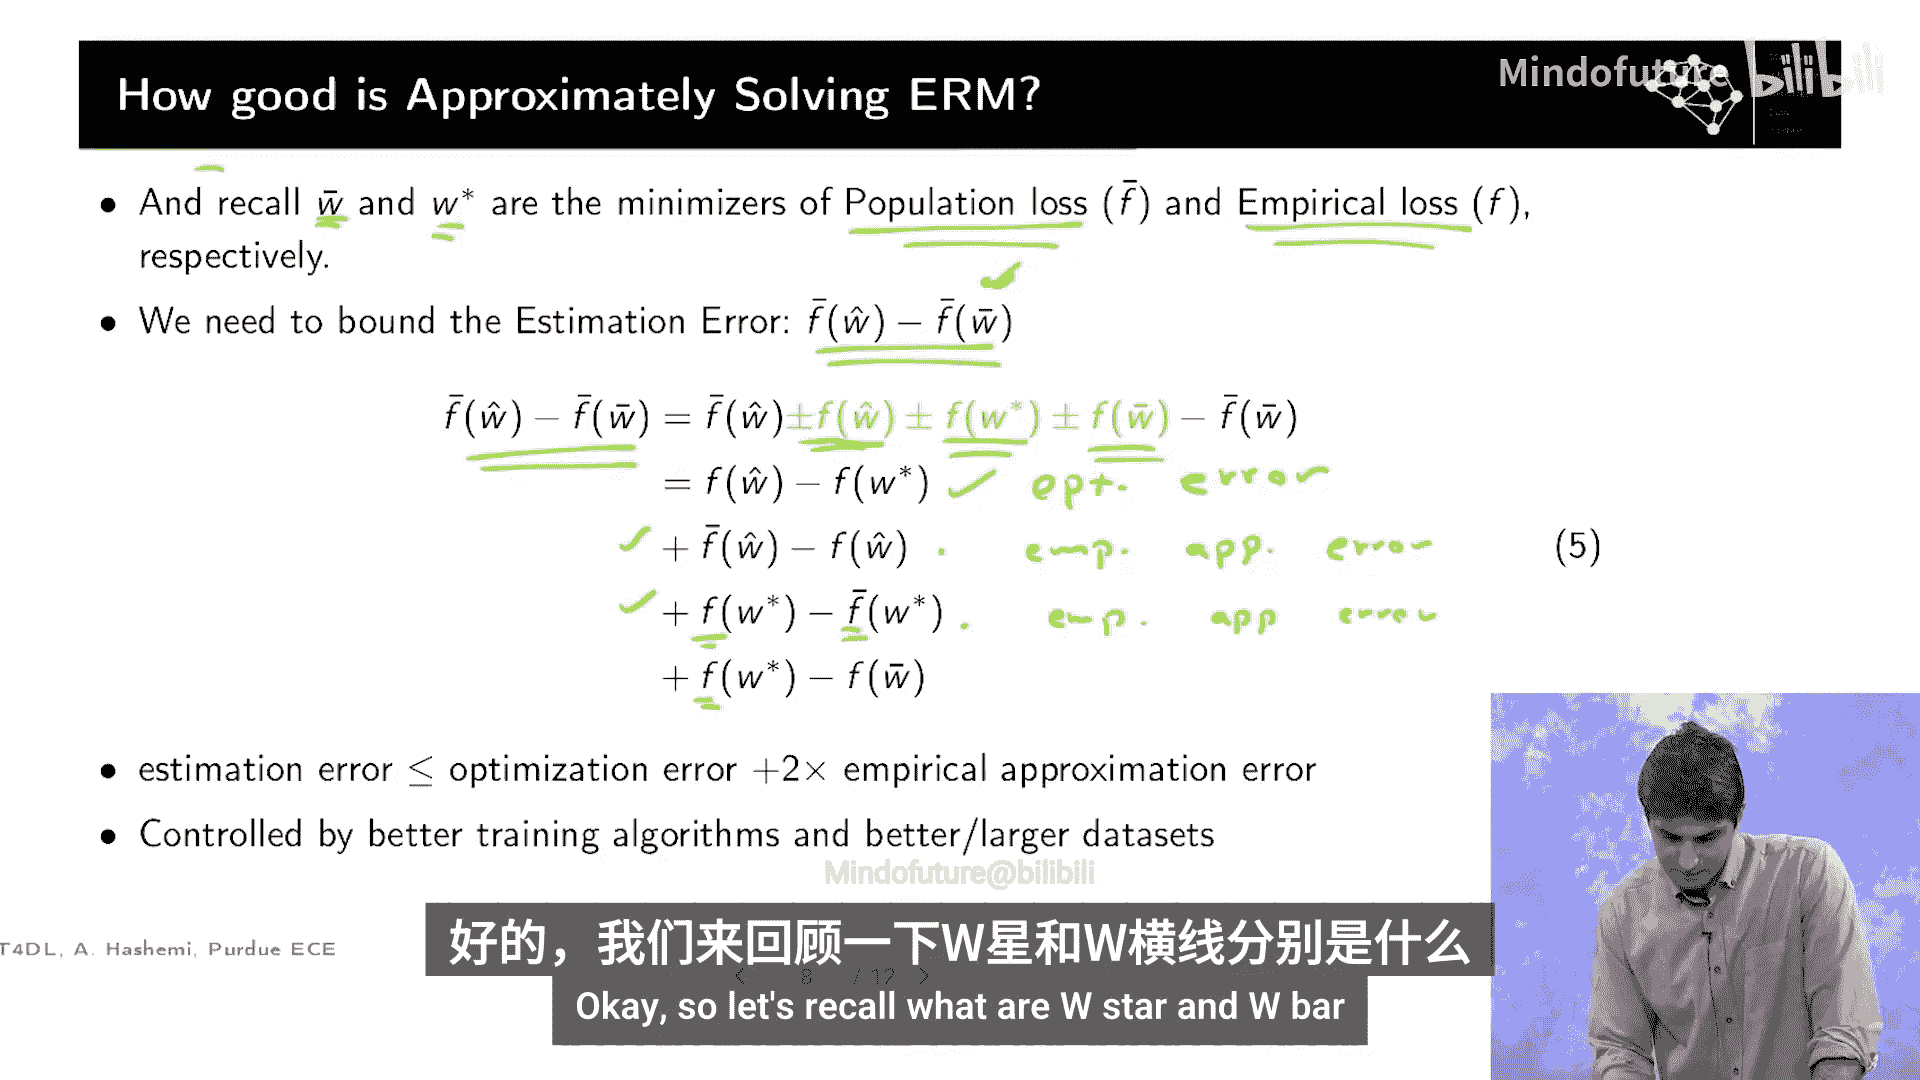 How good is Approximately Solving ERM?
Mindofuture
bilibili
• And recall w̄ and w* are the minimizers of Population loss (f̄) and Empirical loss (f),
respectively.
• We need to bound the Estimation Error: f̄(ŵ) − f̄(w̄)
f̄(ŵ) − f̄(w̄) = f̄(ŵ)±f(ŵ) ± f(w*) ± f(w̄) − f̄(w̄)
= f(ŵ) − f(w*) ✓ opt. error
✓ + f̄(ŵ) − f(ŵ) . emp. app. error (5)
✓ + f(w*) − f̄(w*) . emp. app error
+ f(w*) − f(w̄)
• estimation error ≤ optimization error +2× empirical approximation error
• Controlled by better training algorithms and better/larger datasets
Mindofuture@bilibili
T4DL, A. Hashemi, Purdue ECE
好的，我们来回顾一下W星和W横线分别是什么
< 8 / 12 >
Okay, so let's recall what are W star and W bar